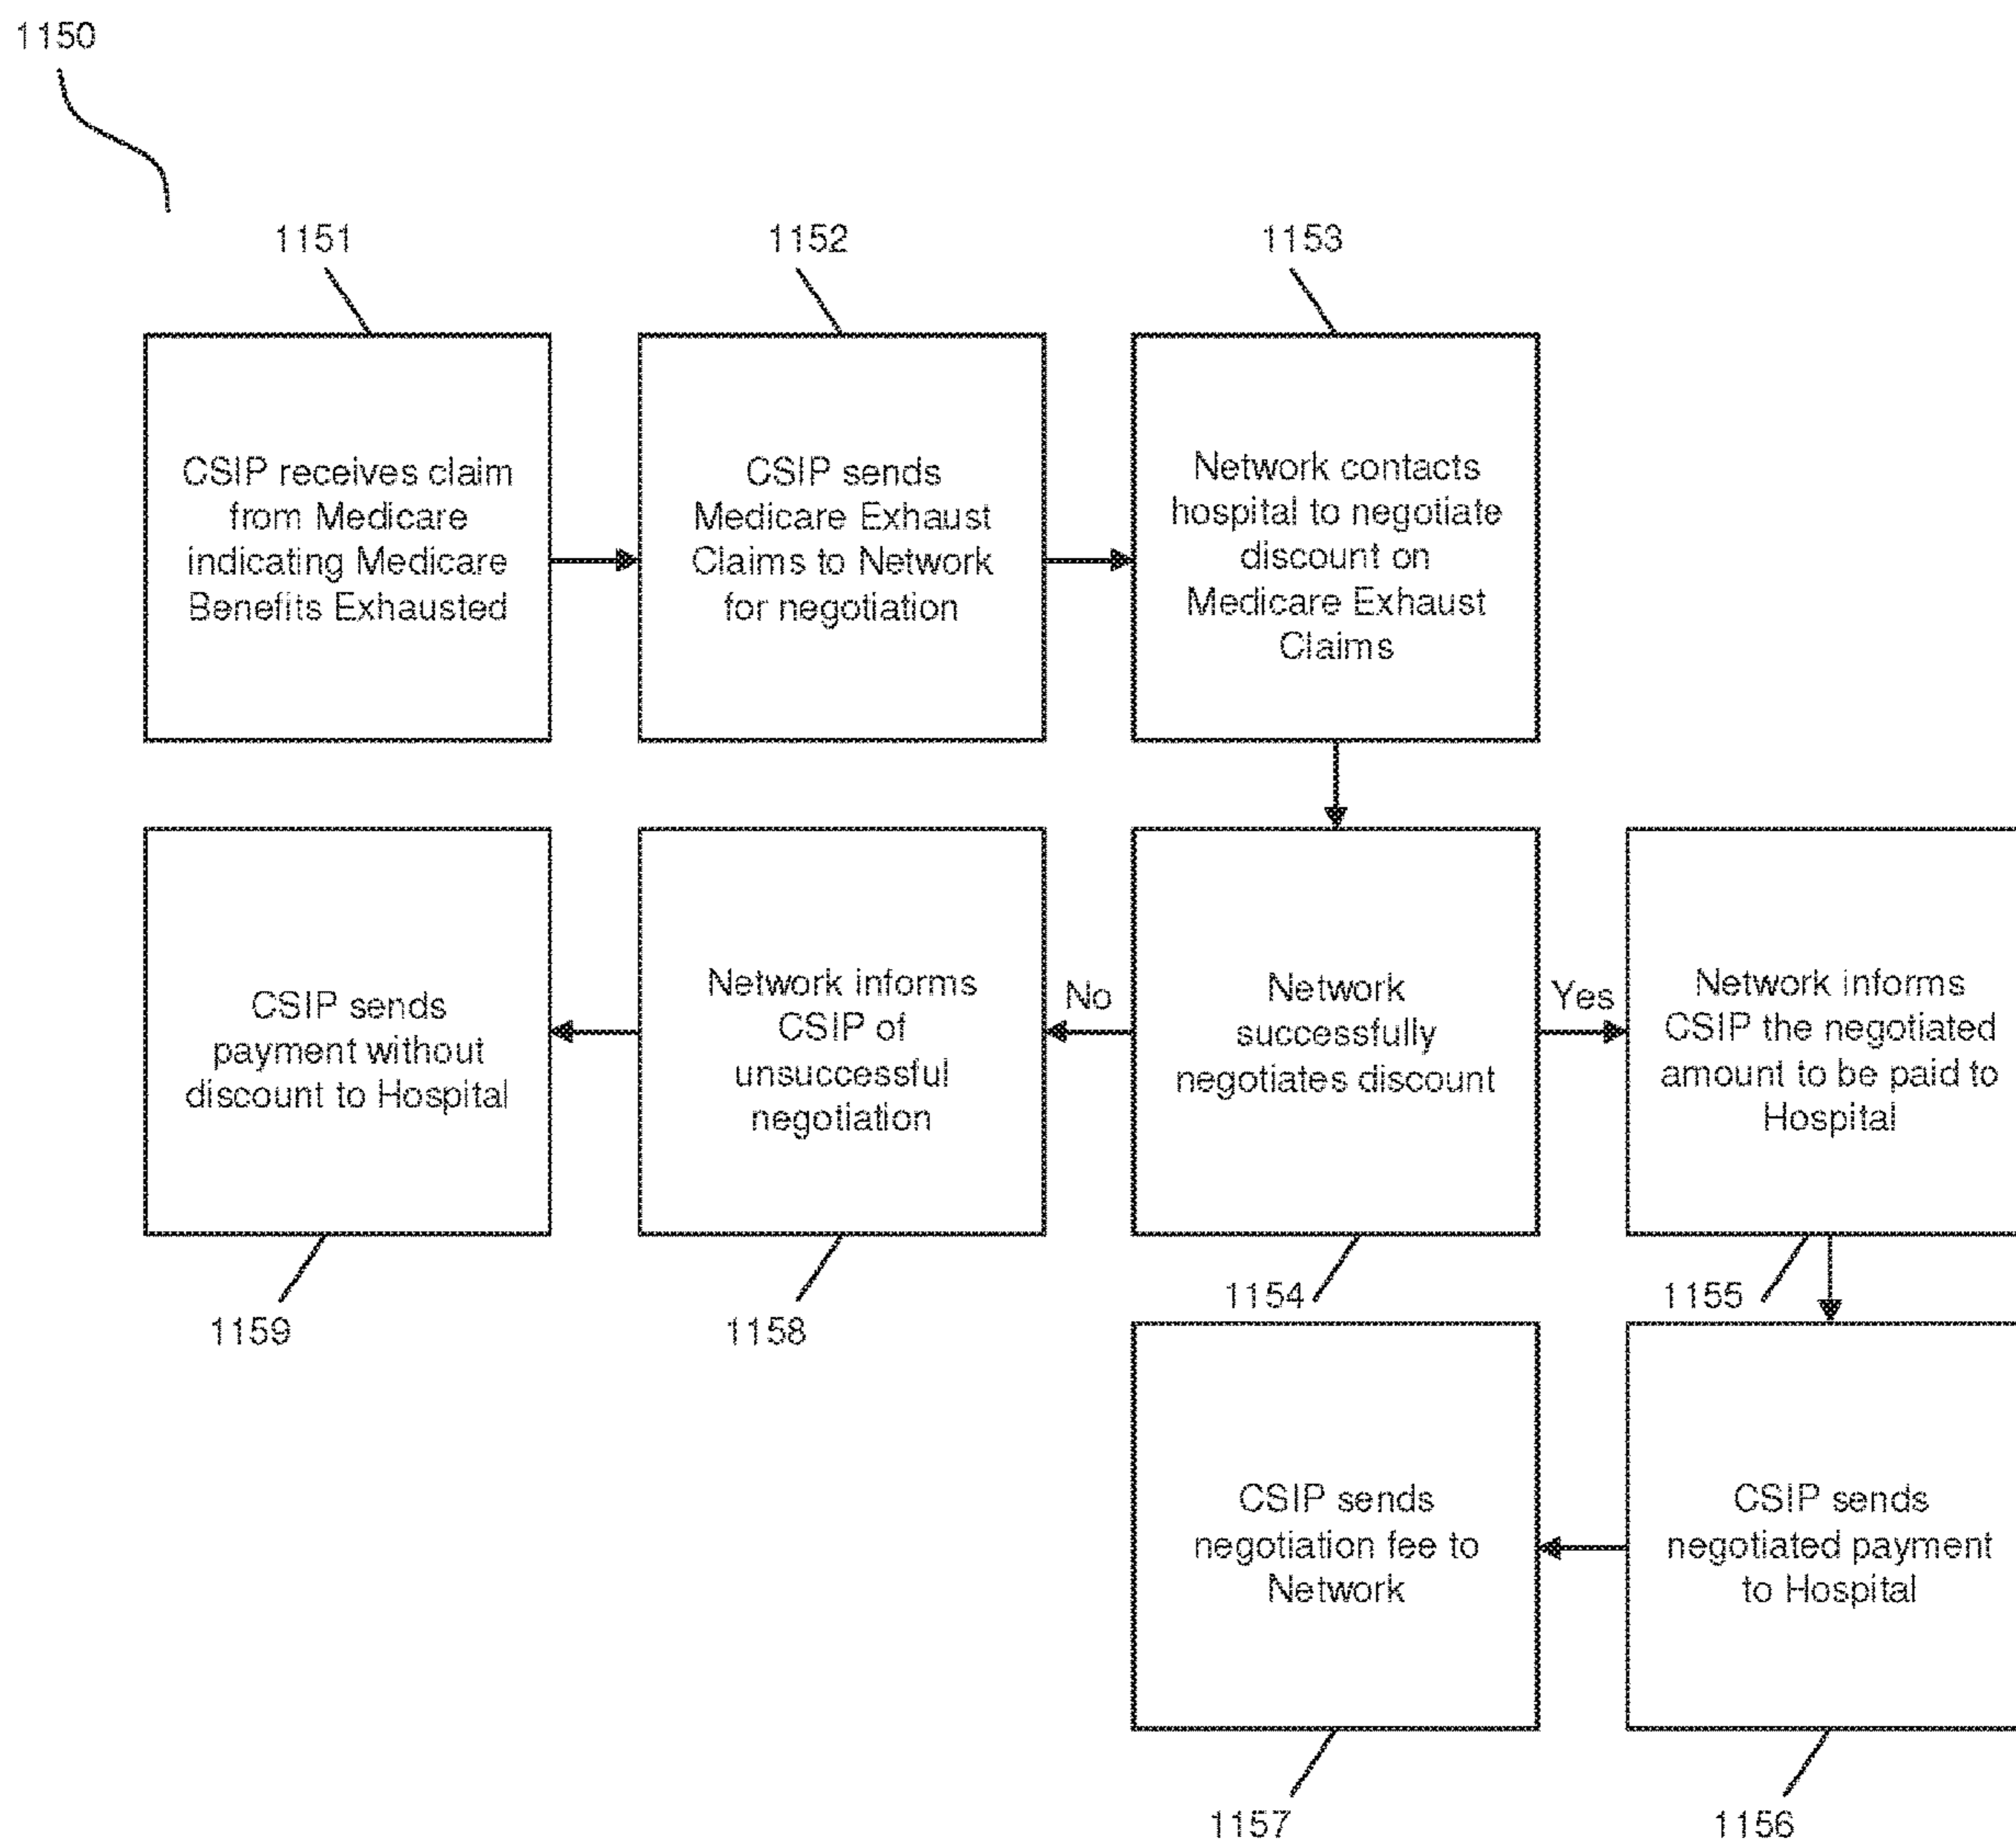 1150
1151
1152
1153
CSIP receives claim
from Medicare
indicating Medicare
Benefits Exhausted
CSIP sends
Medicare Exhaust
Claims to Network
for negotiation
Network contacts
hospital to negotiate
discount on
Medicare Exhaust
Claims
CSIP sends
payment without
discount to Hospital
Network informs
CSIP of
unsuccessful
negotiation
No
Network
successfully
negotiates discount
Yes
Network informs
CSIP the negotiated
amount to be paid to
Hospital
1159
1158
1154
1155
CSIP sends
negotiation fee to
Network
CSIP sends
negotiated payment
to Hospital
1157
1156